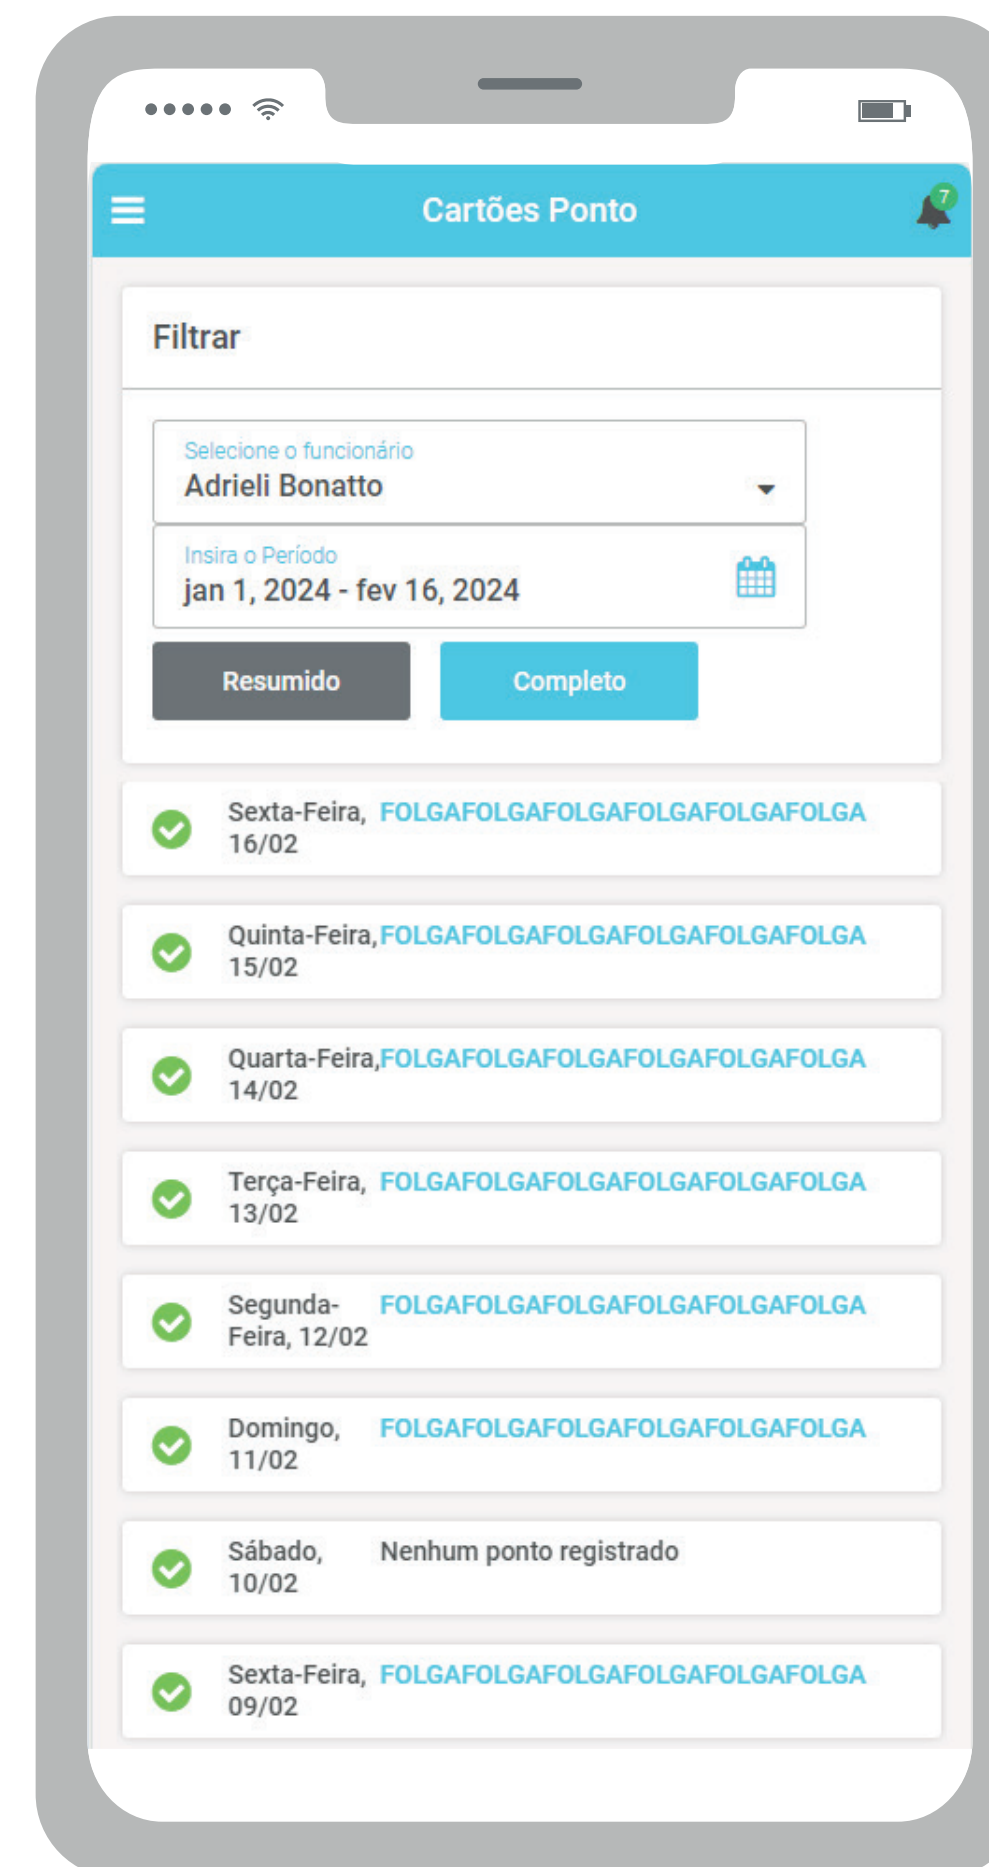 Cartões Ponto
7
Filtrar
Selecione o funcionário
Adrieli Bonatto
Insira o Período
jan 1, 2024 - fev 16, 2024
Resumido
Completo
Sexta-Feira, FOLGAFOLGAFOLGAFOLGAFOLGAFOLGA
16/02
Quinta-Feira, FOLGAFOLGAFOLGAFOLGAFOLGAFOLGA
15/02
Quarta-Feira, FOLGAFOLGAFOLGAFOLGAFOLGAFOLGA
14/02
Terça-Feira, FOLGAFOLGAFOLGAFOLGAFOLGAFOLGA
13/02
Segunda- FOLGAFOLGAFOLGAFOLGAFOLGAFOLGA
Feira, 12/02
Domingo, FOLGAFOLGAFOLGAFOLGAFOLGAFOLGA
11/02
Sábado, Nenhum ponto registrado
10/02
Sexta-Feira, FOLGAFOLGAFOLGAFOLGAFOLGAFOLGA
09/02